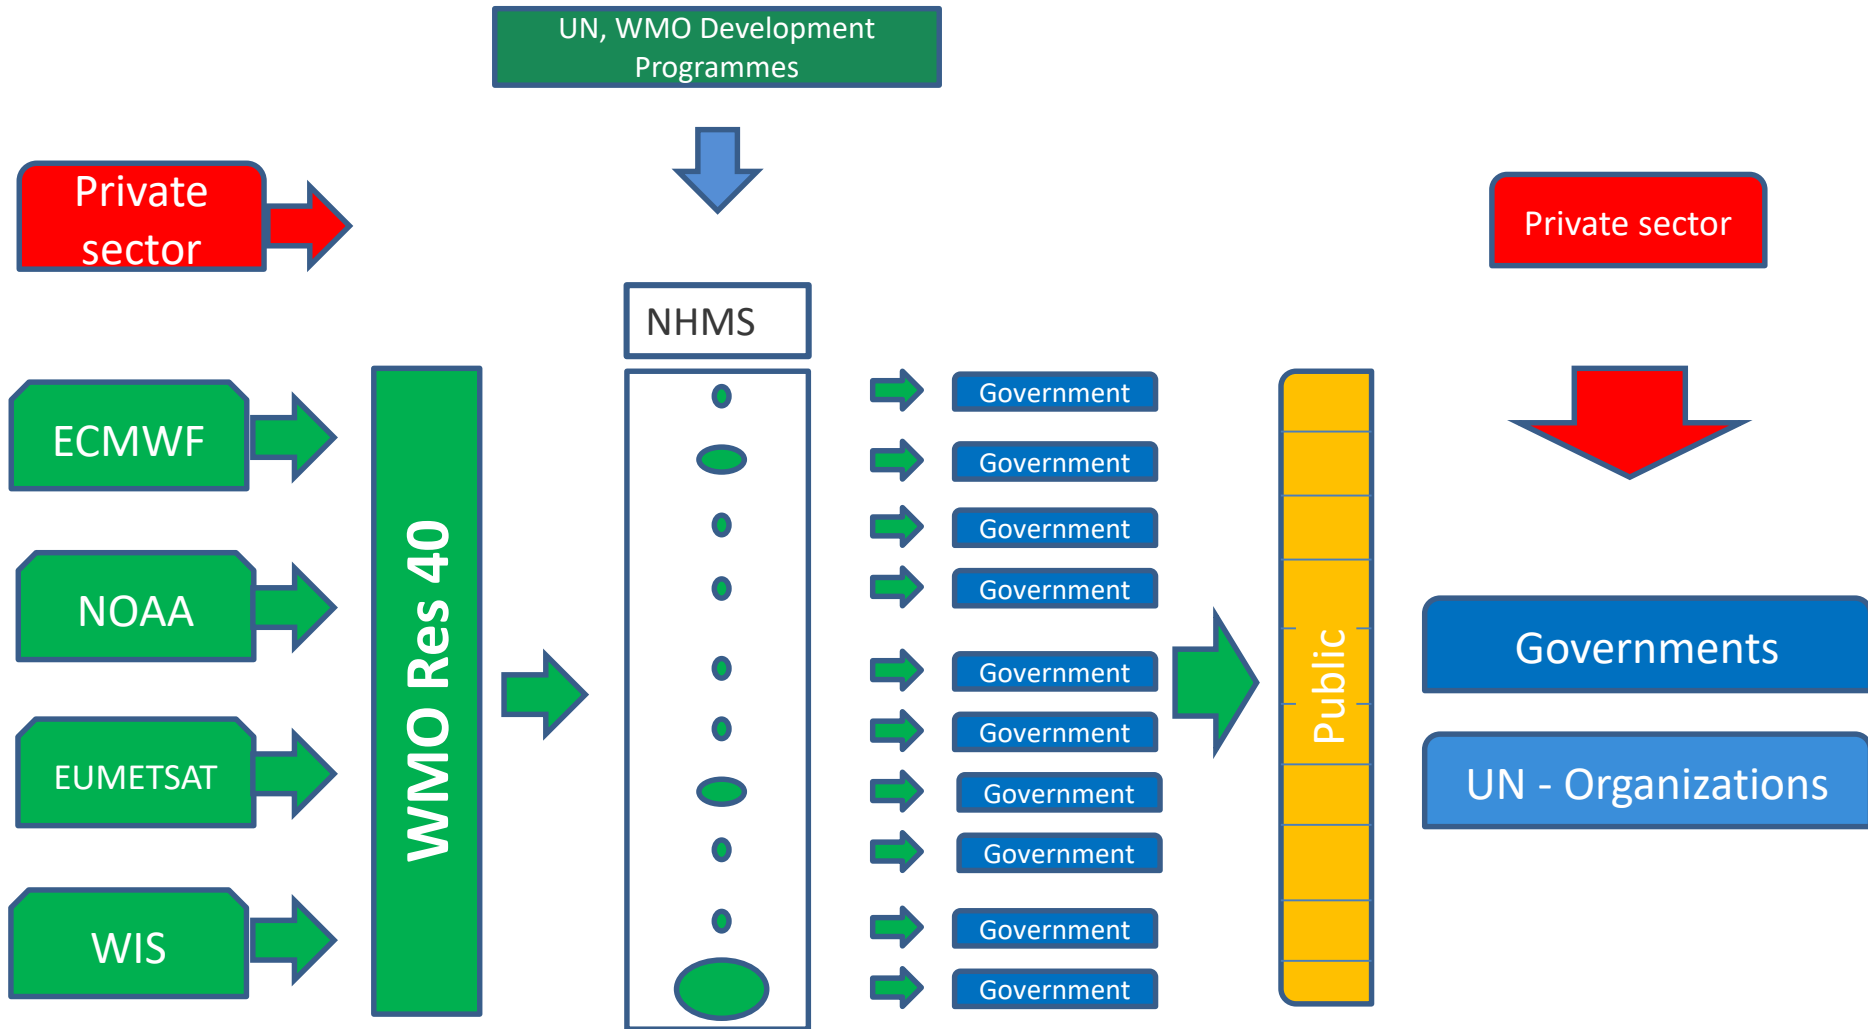 UN, WMO Development
Programmes
Private
sector
Private sector
NHMS
ECMWF
NOAA
EUMETSAT
WIS
WMO Res 40
Government
Government
Government
Government
Government
Government
Government
Government
Government
Government
Public
Governments
UN - Organizations